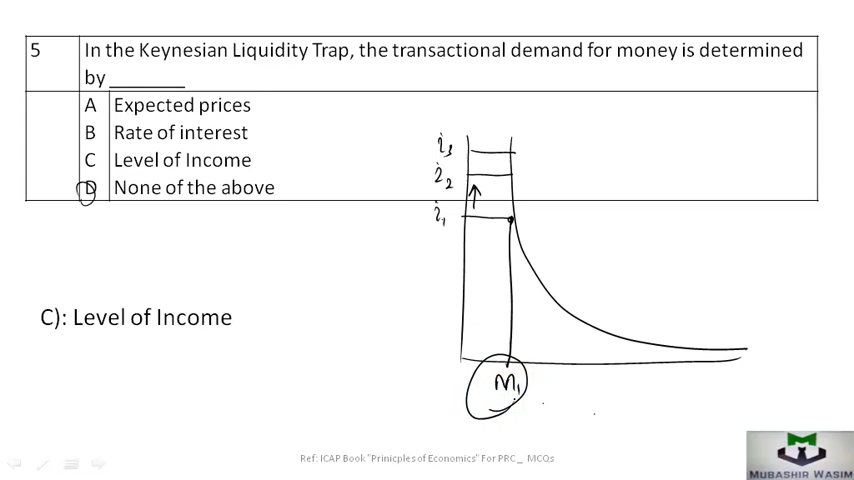 5 In the Keynesian Liquidity Trap, the transactional demand for money is determined
by ________
A Expected prices
B Rate of interest
C Level of Income
D None of the above
i3
i2
i1
C): Level of Income
M1
Ref: ICAP Book "Prinicples of Economics" For PRC_ MCQs
MUBASHIR WASIM